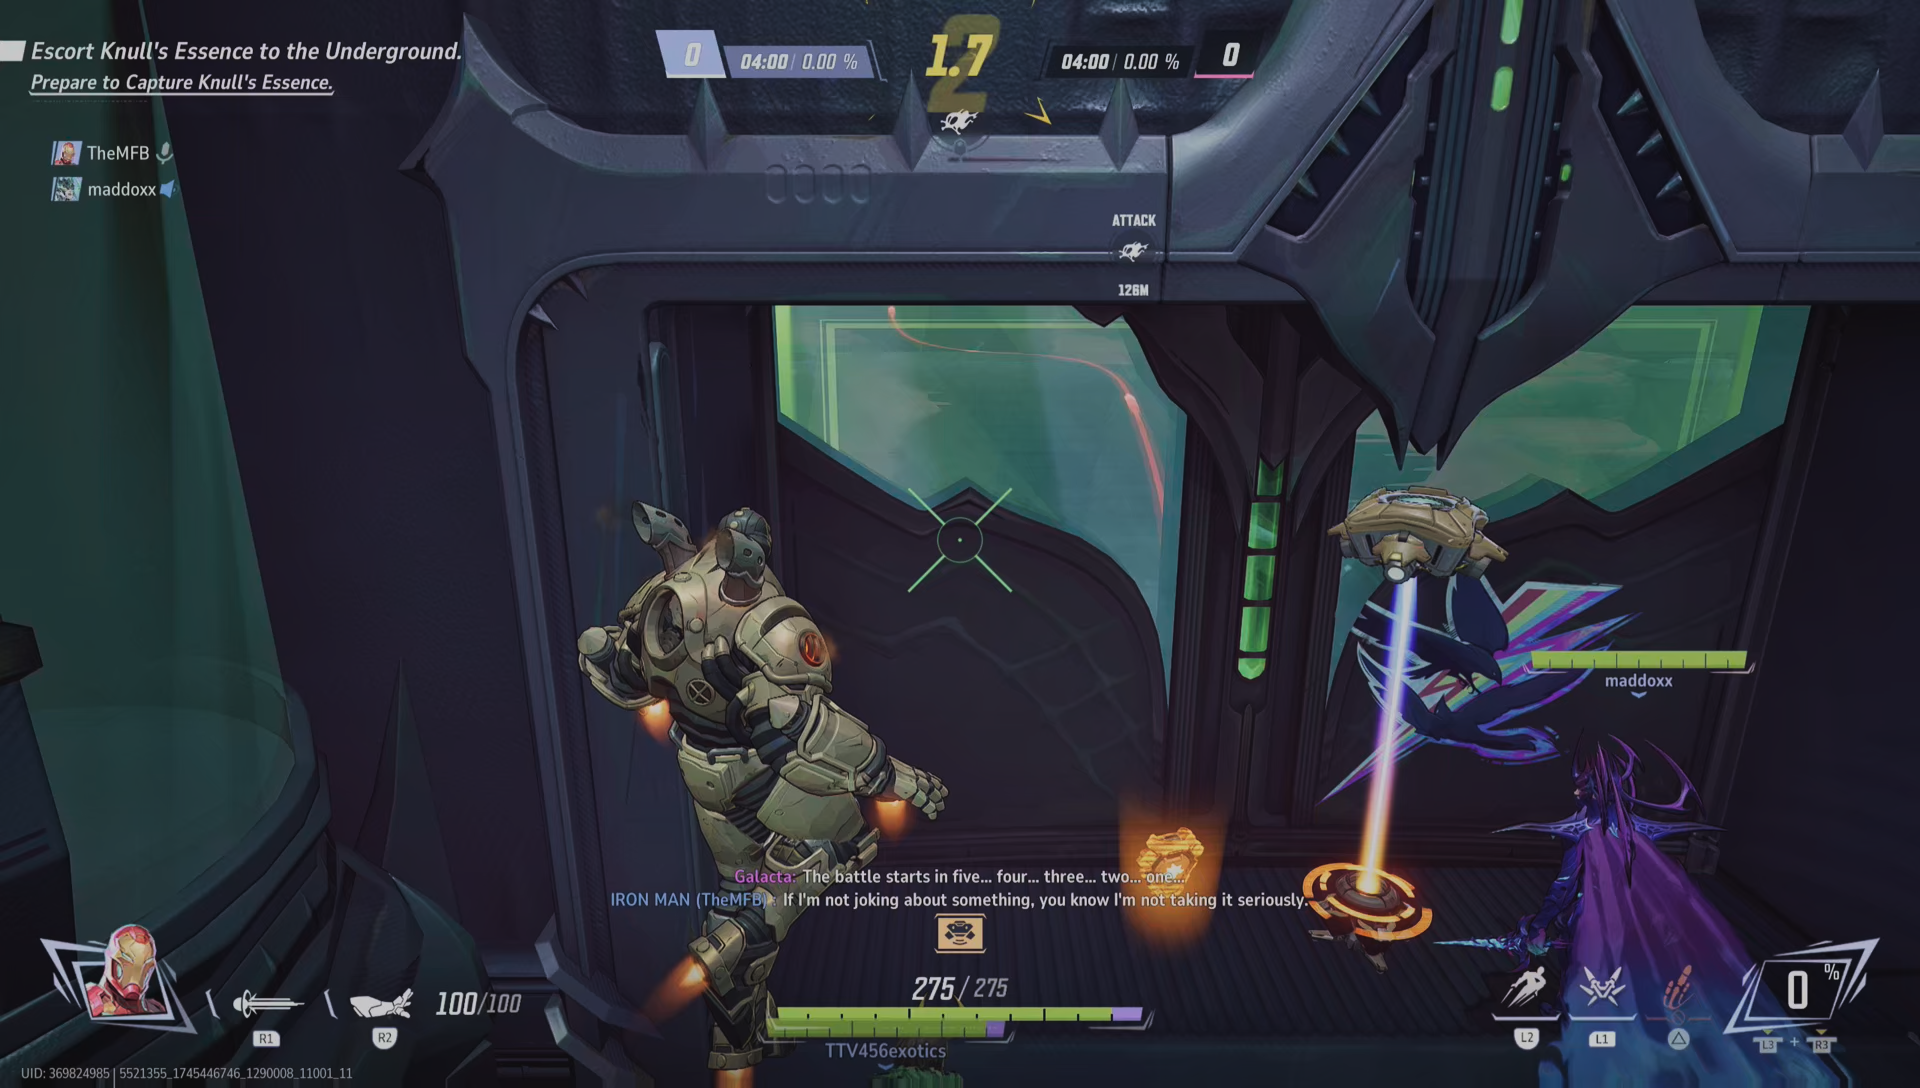 Escort Knull's Essence to the Underground.
Prepare to Capture Knull's Essence.
TheMFB
maddoxx
0
04:00 / 0.00 %
1.7
2
04:00 / 0.00 %
0
ATTACK
126M
maddoxx
Galacta: The battle starts in five... four... three... two... one...
IRON MAN (TheMFB): If I'm not joking about something, you know I'm not taking it seriously.
275 / 275
100/100
R1
R2
TTV456exotics
L2
L1
0 %
L3 + R3
UID: 369824985 | 5521355_1745446746_1290008_11001_11